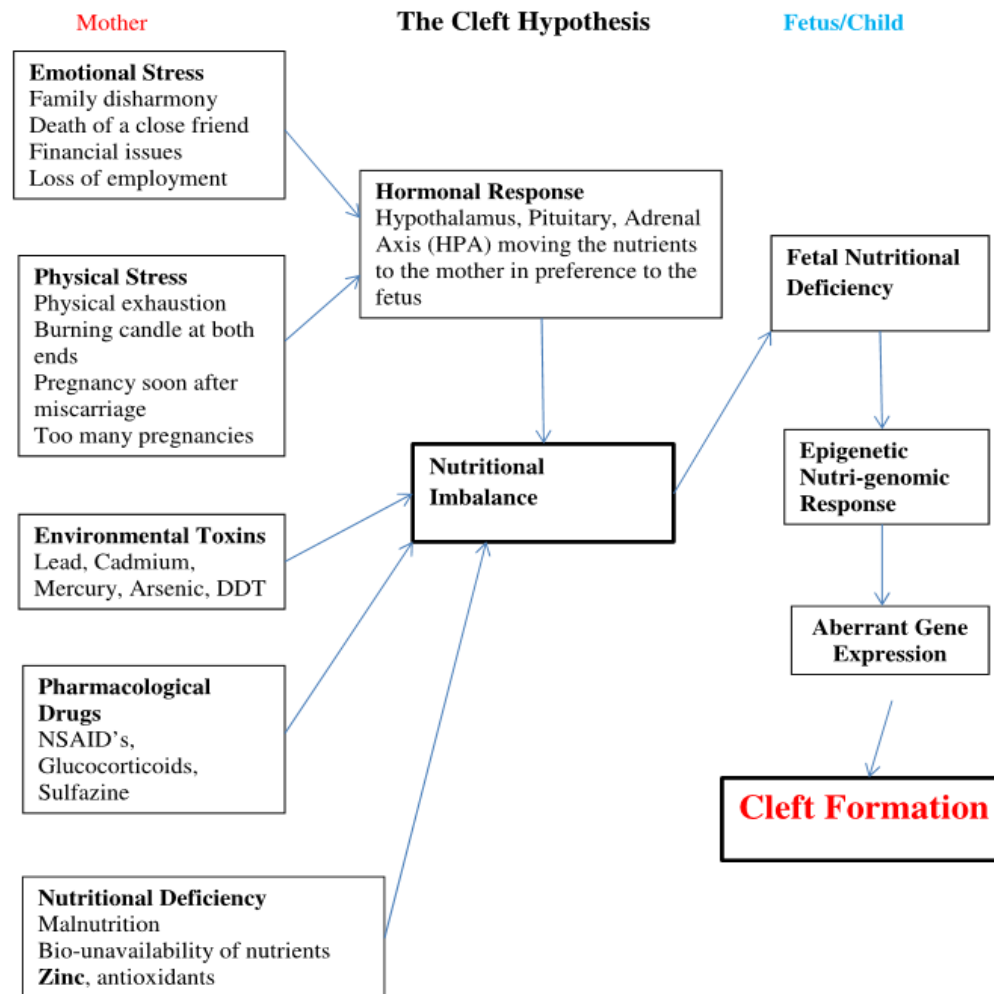 Mother
The Cleft Hypothesis
Fetus/Child
Emotional Stress
Family disharmony
Death of a close friend
Financial issues
Loss of employment
Physical Stress
Physical exhaustion
Burning candle at both
ends
Pregnancy soon after
miscarriage
Too many pregnancies
Environmental Toxins
Lead, Cadmium,
Mercury, Arsenic, DDT
Pharmacological
Drugs
NSAID’s,
Glucocorticoids,
Sulfazine
Nutritional Deficiency
Malnutrition
Bio-unavailability of nutrients
Zinc, antioxidants
Hormonal Response
Hypothalamus, Pituitary, Adrenal
Axis (HPA) moving the nutrients
to the mother in preference to the
fetus
Nutritional
Imbalance
Fetal Nutritional
Deficiency
Epigenetic
Nutri-genomic
Response
Aberrant Gene
Expression
Cleft Formation